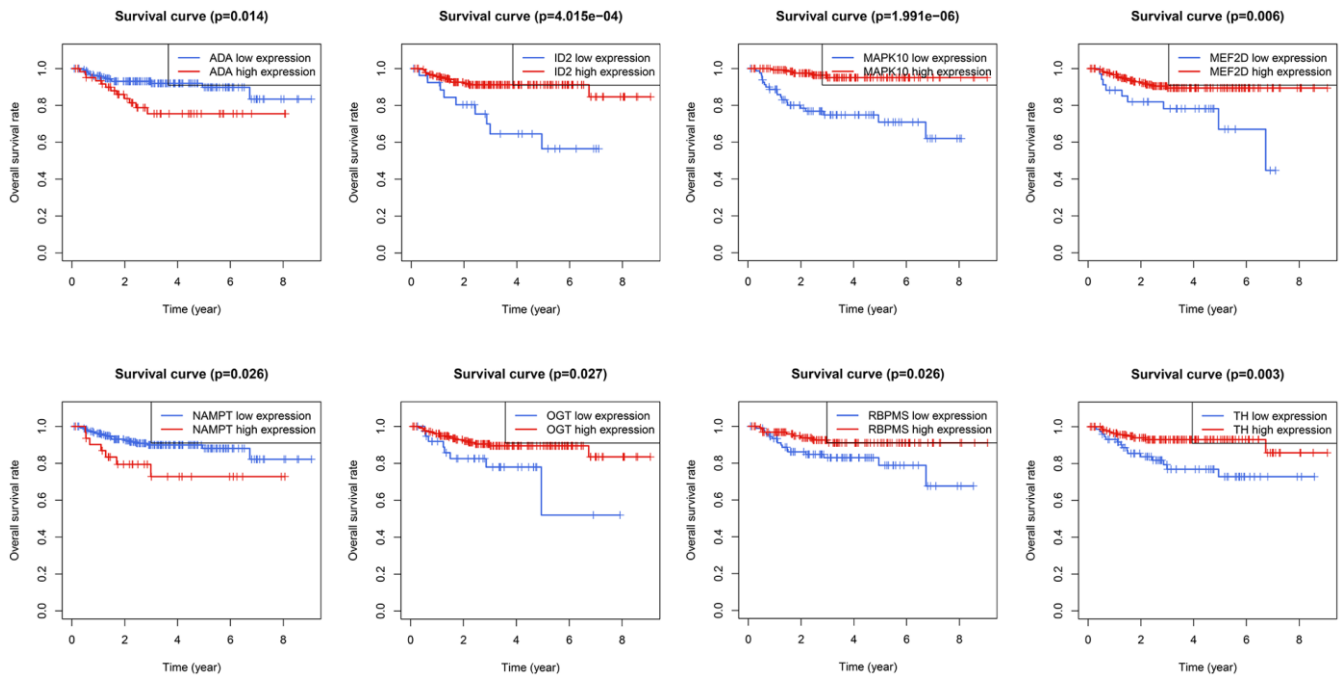 Survival curve (p=0.014)
ADA low expression
ADA high expression
Overall survival rate
1.0
0.8
0.6
0.4
0.2
0.0
0 2 4 6 8
Time (year)
Survival curve (p=4.015e−04)
ID2 low expression
ID2 high expression
Overall survival rate
1.0
0.8
0.6
0.4
0.2
0.0
0 2 4 6 8
Time (year)
Survival curve (p=1.991e−06)
MAPK10 low expression
MAPK10 high expression
Overall survival rate
1.0
0.8
0.6
0.4
0.2
0.0
0 2 4 6 8
Time (year)
Survival curve (p=0.006)
MEF2D low expression
MEF2D high expression
Overall survival rate
1.0
0.8
0.6
0.4
0.2
0.0
0 2 4 6 8
Time (year)
Survival curve (p=0.026)
NAMPT low expression
NAMPT high expression
Overall survival rate
1.0
0.8
0.6
0.4
0.2
0.0
0 2 4 6 8
Time (year)
Survival curve (p=0.027)
OGT low expression
OGT high expression
Overall survival rate
1.0
0.8
0.6
0.4
0.2
0.0
0 2 4 6 8
Time (year)
Survival curve (p=0.026)
RBPMS low expression
RBPMS high expression
Overall survival rate
1.0
0.8
0.6
0.4
0.2
0.0
0 2 4 6 8
Time (year)
Survival curve (p=0.003)
TH low expression
TH high expression
Overall survival rate
1.0
0.8
0.6
0.4
0.2
0.0
0 2 4 6 8
Time (year)